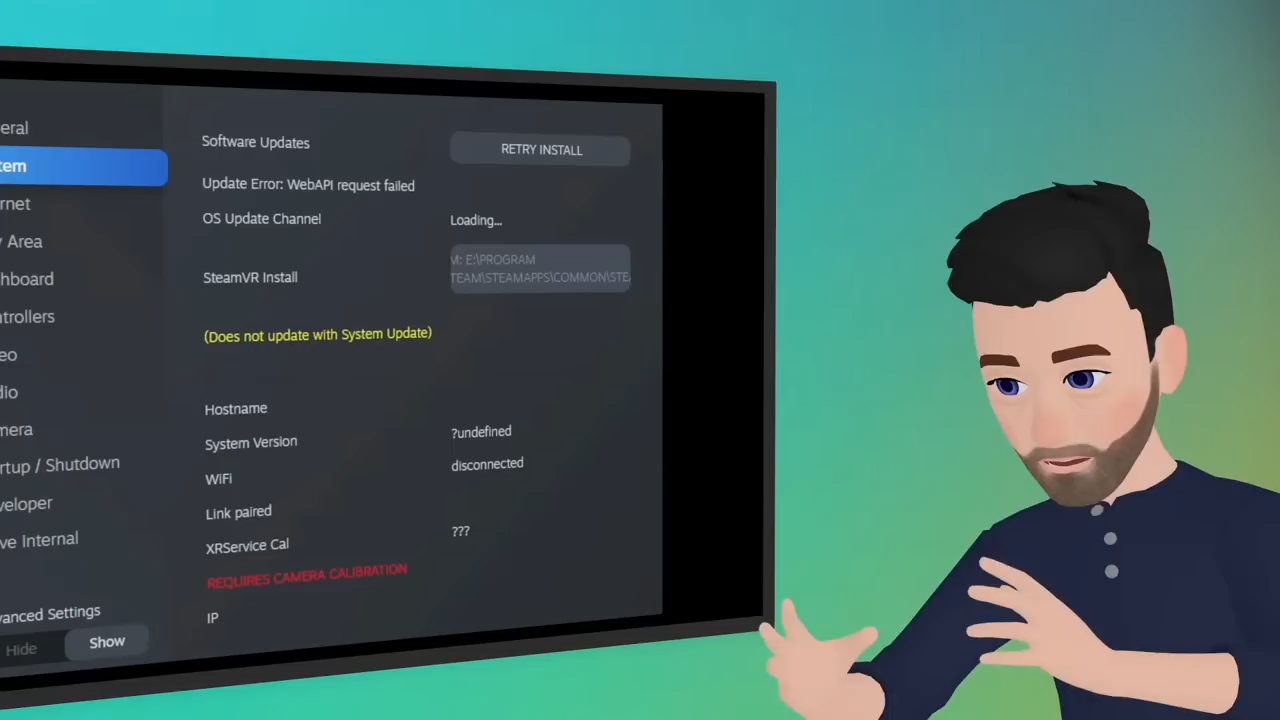 eral
tem
rnet
Area
hboard
trollers
eo
dio
mera
rtup / Shutdown
veloper
ve Internal
vanced Settings
Hide
Show
Software Updates
RETRY INSTALL
Update Error: WebAPI request failed
OS Update Channel
Loading...
SteamVR Install
M: E:\PROGRAM
TEAM\STEAMAPPS\COMMON\STE
(Does not update with System Update)
Hostname
System Version
?undefined
WiFi
disconnected
Link paired
XRService Cal
???
REQUIRES CAMERA CALIBRATION
IP